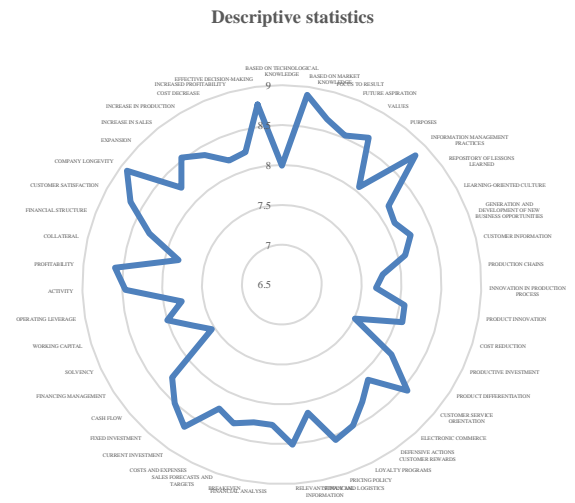 Descriptive statistics
BASED ON TECHNOLOGICAL
KNOWLEDGE
BASED ON MARKET
KNOWLEDGE
FOCUS TO RESULT
FUTURE ASPIRATION
VALUES
PURPOSES
INFORMATION MANAGEMENT
PRACTICES
REPOSITORY OF LESSONS
LEARNED
LEARNING-ORIENTED CULTURE
GENERATION AND
DEVELOPMENT OF NEW
BUSINESS OPPORTUNITIES
CUSTOMER INFORMATION
PRODUCTION CHAINS
INNOVATION IN PRODUCTION
PROCESS
PRODUCT INNOVATION
COST REDUCTION
PRODUCTIVE INVESTMENT
PRODUCT DIFFERENTIATION
CUSTOMER SERVICE
ORIENTATION
ELECTRONIC COMMERCE
DEFENSIVE ACTIONS
CUSTOMER REWARDS
LOYALTY PROGRAMS
PRICING POLICY
AND LOGISTICS
RELEVANT
INFORMATION
FINANCIAL ANALYSIS
BREAKEVEN
SALES FORECASTS AND
TARGETS
COSTS AND EXPENSES
CURRENT INVESTMENT
FIXED INVESTMENT
CASH FLOW
FINANCING MANAGEMENT
SOLVENCY
WORKING CAPITAL
OPERATING LEVERAGE
ACTIVITY
PROFITABILITY
COLLATERAL
FINANCIAL STRUCTURE
CUSTOMER SATISFACTION
COMPANY LONGEVITY
EXPANSION
INCREASE IN SALES
INCREASE IN PRODUCTION
COST DECREASE
INCREASED PROFITABILITY
EFFECTIVE DECISION-MAKING
9
8.5
8
7.5
7
6.5